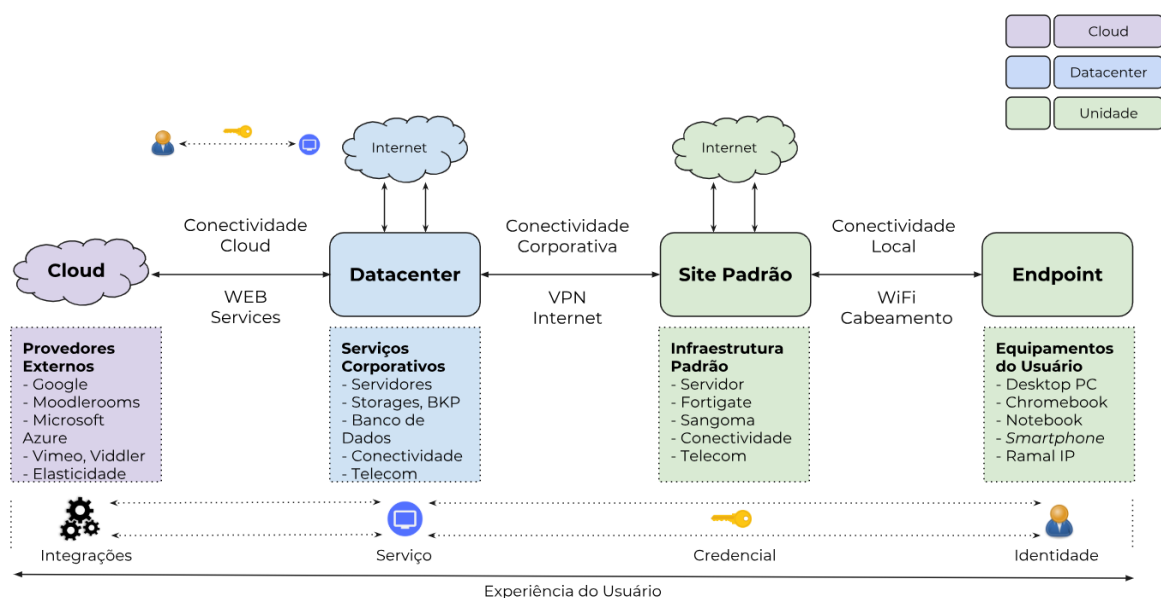 Cloud
Datacenter
Unidade
Internet
Internet
Conectividade
Cloud
Conectividade
Corporativa
Conectividade
Local
Cloud
Datacenter
Site Padrão
Endpoint
WEB
Services
VPN
Internet
WiFi
Cabeamento
Provedores
Externos
- Google
- Moodlerooms
- Microsoft
Azure
- Vimeo, Viddler
- Elasticidade
Serviços
Corporativos
- Servidores
- Storages, BKP
- Banco de
Dados
- Conectividade
- Telecom
Infraestrutura
Padrão
- Servidor
- Fortigate
- Sangoma
- Conectividade
- Telecom
Equipamentos
do Usuário
- Desktop PC
- Chromebook
- Notebook
- Smartphone
- Ramal IP
Integrações
Serviço
Credencial
Identidade
Experiência do Usuário